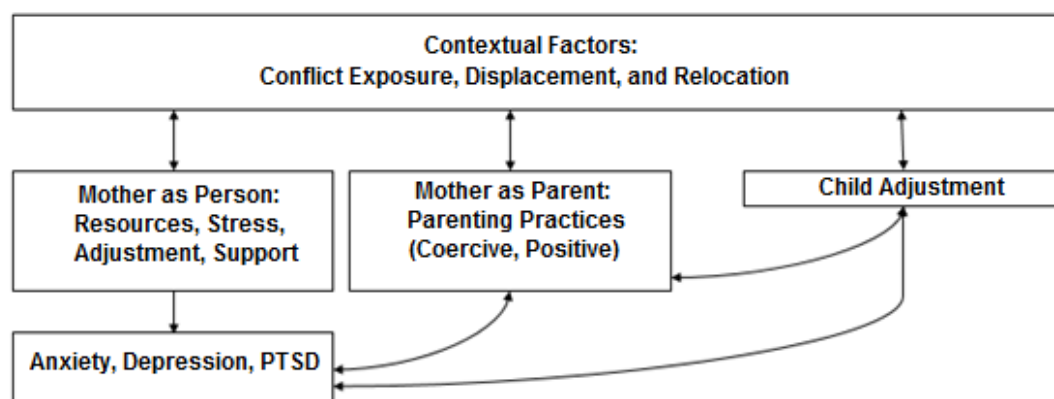 Contextual Factors:
Conflict Exposure, Displacement, and Relocation
Mother as Person:
Resources, Stress,
Adjustment, Support
Mother as Parent:
Parenting Practices
(Coercive, Positive)
Child Adjustment
Anxiety, Depression, PTSD